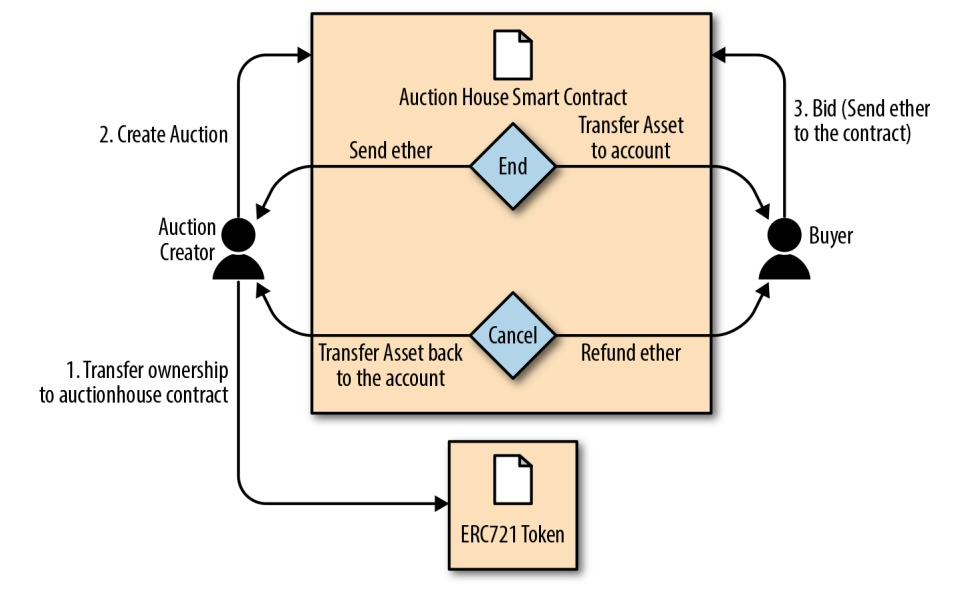 Auction House Smart Contract
2. Create Auction
3. Bid (Send ether
to the contract)
Send ether
End
Transfer Asset
to account
Auction
Creator
Buyer
Cancel
Transfer Asset back
to the account
Refund ether
1. Transfer ownership
to auctionhouse contract
ERC721 Token